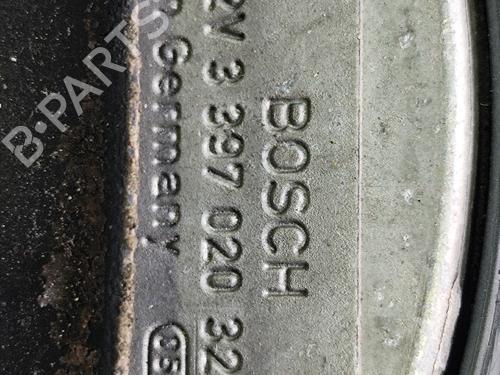 BOSCH
2V 3 397 020 32
Germany
B-PARTS